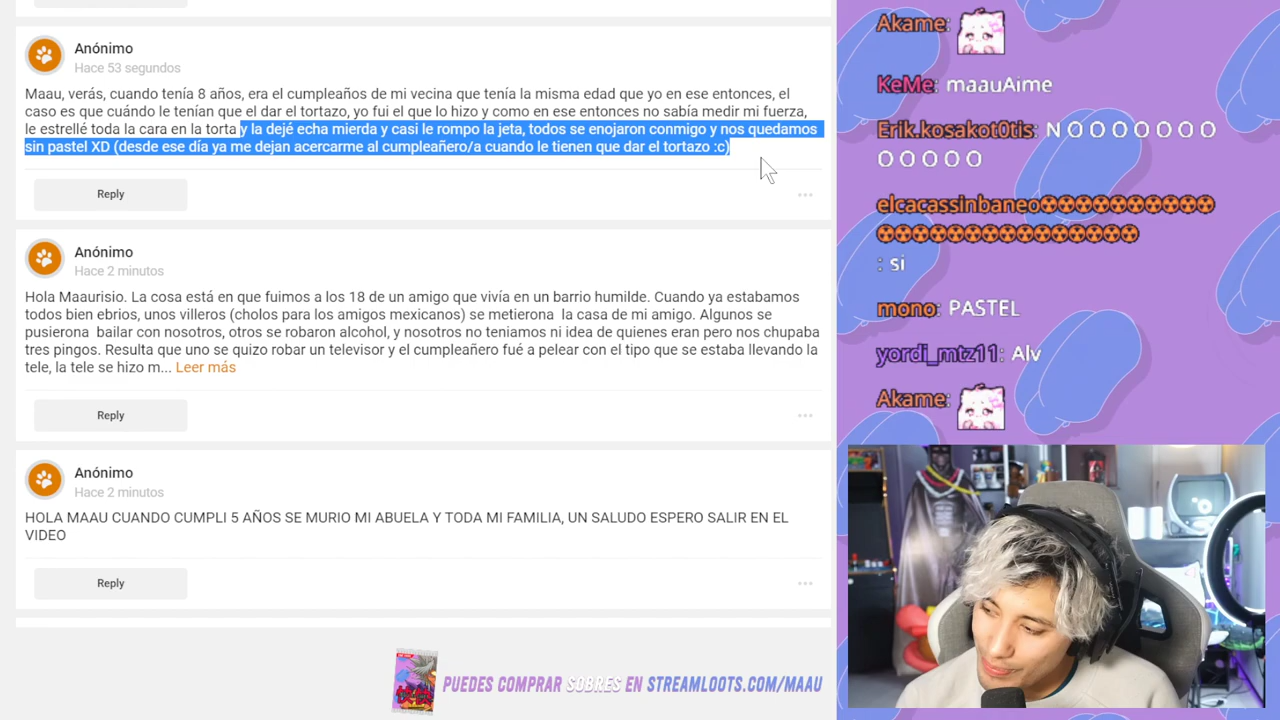 Anónimo
Hace 53 segundos
Maau, verás, cuando tenía 8 años, era el cumpleaños de mi vecina que tenía la misma edad que yo en ese entonces, el
caso es que cuándo le tenían que el dar el tortazo, yo fui el que lo hizo y como en ese entonces no sabía medir mi fuerza,
le estrellé toda la cara en la torta y la dejé echa mierda y casi le rompo la jeta, todos se enojaron conmigo y nos quedamos
sin pastel XD (desde ese día ya me dejan acercarme al cumpleañero/a cuando le tienen que dar el tortazo :c)
Reply
Anónimo
Hace 2 minutos
Hola Maaurisio. La cosa está en que fuimos a los 18 de un amigo que vivía en un barrio humilde. Cuando ya estabamos
todos bien ebrios, unos villeros (cholos para los amigos mexicanos) se metierona  la casa de mi amigo. Algunos se
pusierona  bailar con nosotros, otros se robaron alcohol, y nosotros no teniamos ni idea de quienes eran pero nos chupaba
tres pingos. Resulta que uno se quizo robar un televisor y el cumpleañero fué a pelear con el tipo que se estaba llevando la
tele, la tele se hizo m... Leer más
Reply
Anónimo
Hace 2 minutos
HOLA MAAU CUANDO CUMPLI 5 AÑOS SE MURIO MI ABUELA Y TODA MI FAMILIA, UN SALUDO ESPERO SALIR EN EL
VIDEO
Reply
PUEDES COMPRAR SOBRES EN STREAMLOOTS.COM/MAAU
Akame:
KeMe: maauAime
Erik.kosakot0tis: N O O O O O O O
O O O O O
elcacassinbaneo☢☢☢☢☢☢☢☢☢☢
☢☢☢☢☢☢☢☢☢☢☢☢☢☢☢
: si
mono: PASTEL
yordi_mtz11: Alv
Akame: